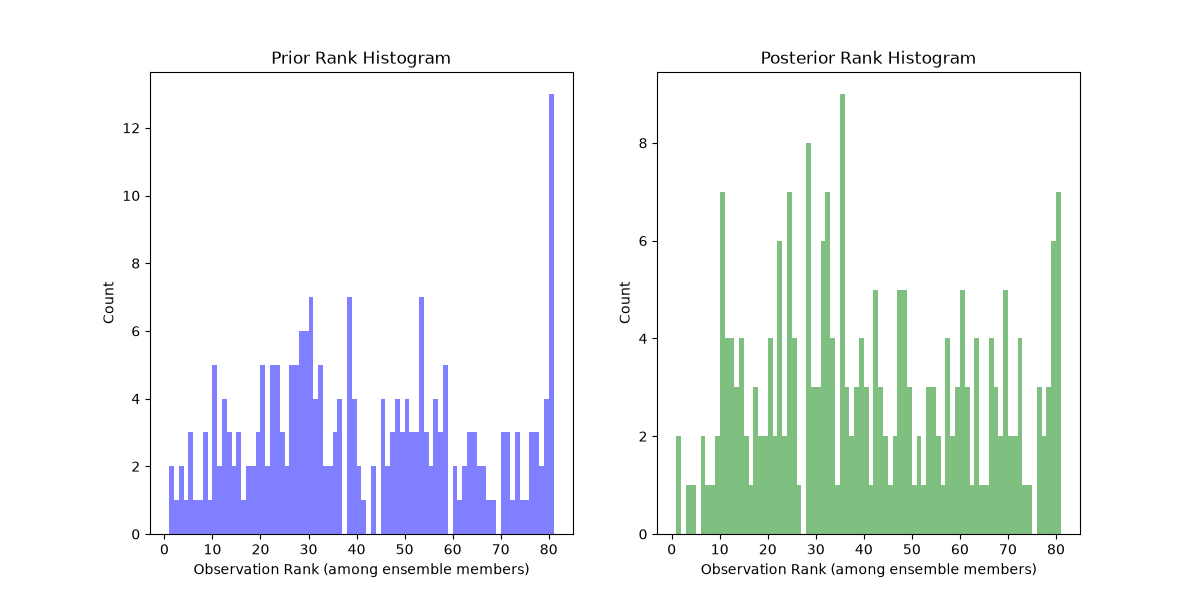 Prior Rank Histogram
Count
0
2
4
6
8
10
12
0 10 20 30 40 50 60 70 80
Observation Rank (among ensemble members)
Posterior Rank Histogram
Count
0
2
4
6
8
0 10 20 30 40 50 60 70 80
Observation Rank (among ensemble members)